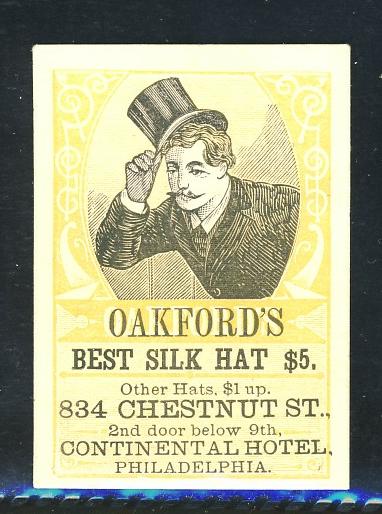 OAKFORD'S
BEST SILK HAT $5.
Other Hats, $1 up.
834 CHESTNUT ST.,
2nd door below 9th,
CONTINENTAL HOTEL,
PHILADELPHIA.